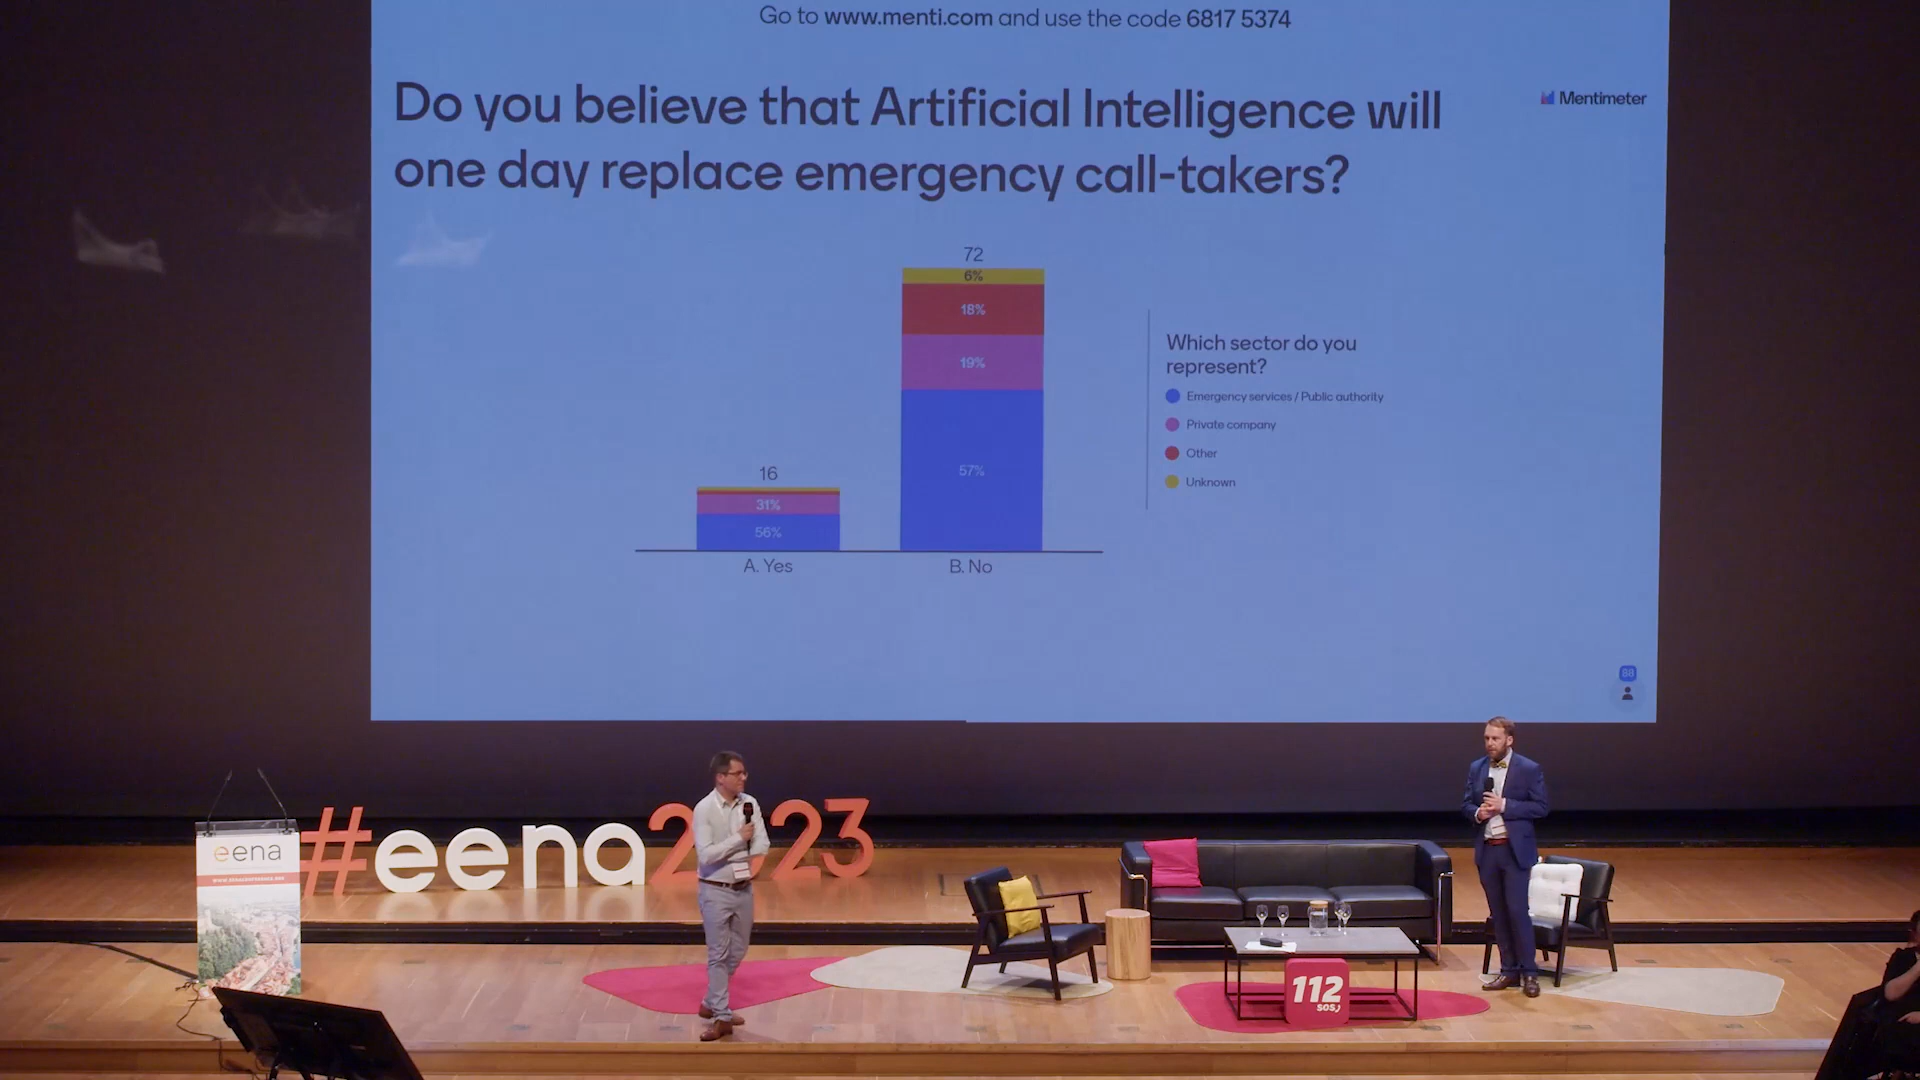 Go to www.menti.com and use the code 6817 5374
Do you believe that Artificial Intelligence will
one day replace emergency call-takers?
Mentimeter
72
6%
18%
19%
57%
16
31%
56%
A. Yes
B. No
Which sector do you
represent?
Emergency services / Public authority
Private company
Other
Unknown
88
#eena2023
eena
112
SOS